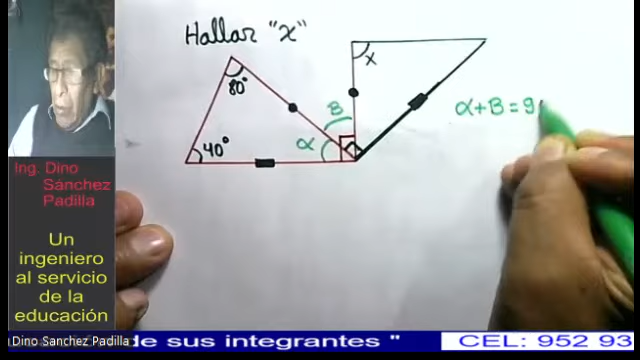 Hallar "x"
80°
40°
α
B
x
α+B=9
Ing. Dino
Sánchez
Padilla
Un
ingeniero
al servicio
de la
educación
Dino Sanchez Padilla
de sus integrantes "
CEL: 952 93